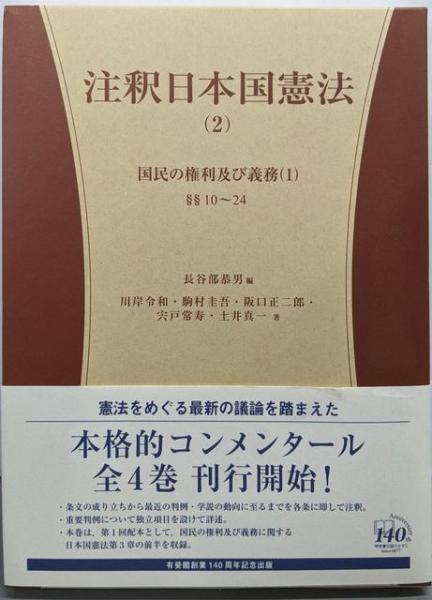 注釈日本国憲法
(2)
国民の権利及び義務(1)
§§10~24
長谷部恭男 編
川岸令和・駒村圭吾・阪口正二郎・
宍戸常寿・土井真一 著
憲法をめぐる最新の議論を踏まえた
本格的コンメンタール
全4巻 刊行開始!
・条文の成り立ちから最近の判例・学説の動向に至るまでを各条に即して注釈。
・重要判例について独立項目を設けて詳述。
・本巻は、第1回配本として、国民の権利及び義務に関する
日本国憲法第3章の前半を収録。
Anniversary
140th
since1877
有斐閣創業140周年記念出版